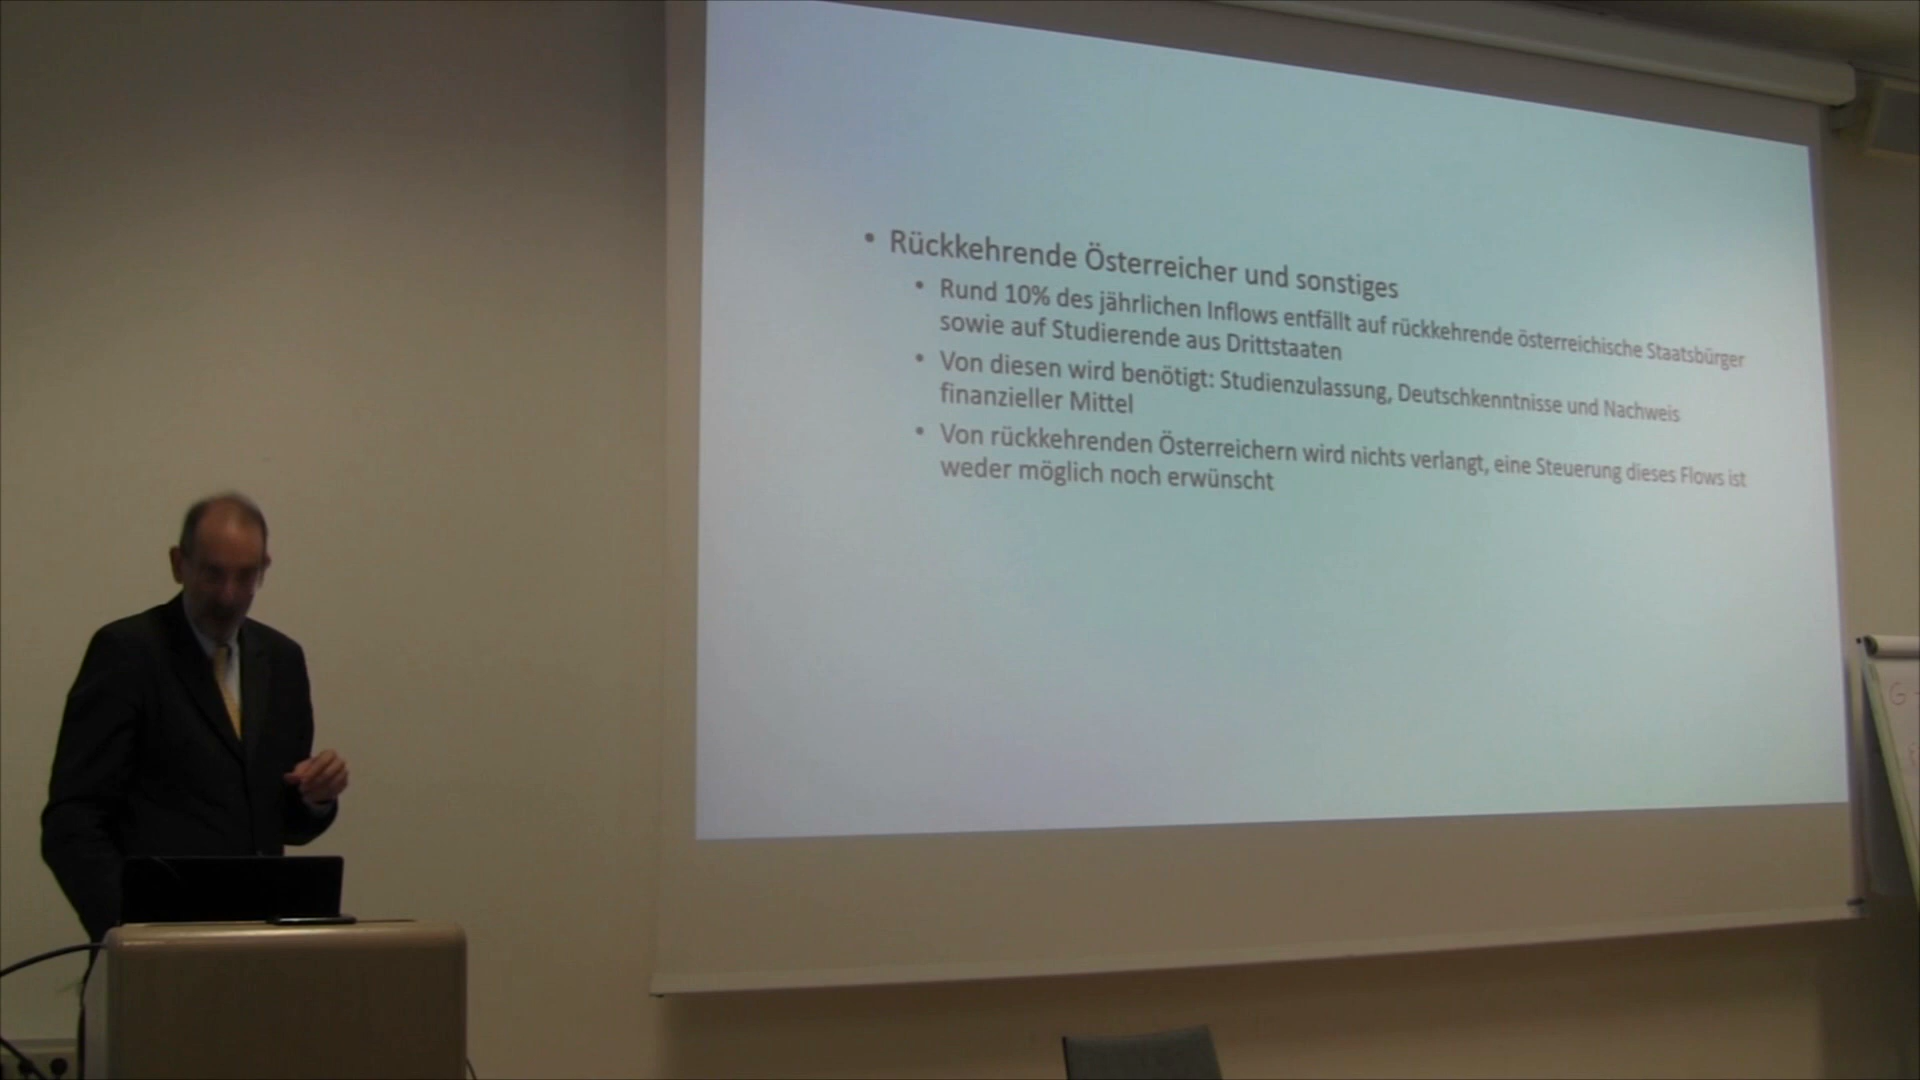 • Rückkehrende Österreicher und sonstiges
• Rund 10% des jährlichen Inflows entfällt auf rückkehrende österreichische Staatsbürger
sowie auf Studierende aus Drittstaaten
• Von diesen wird benötigt: Studienzulassung, Deutschkenntnisse und Nachweis
finanzieller Mittel
• Von rückkehrenden Österreichern wird nichts verlangt, eine Steuerung dieses Flows ist
weder möglich noch erwünscht
G